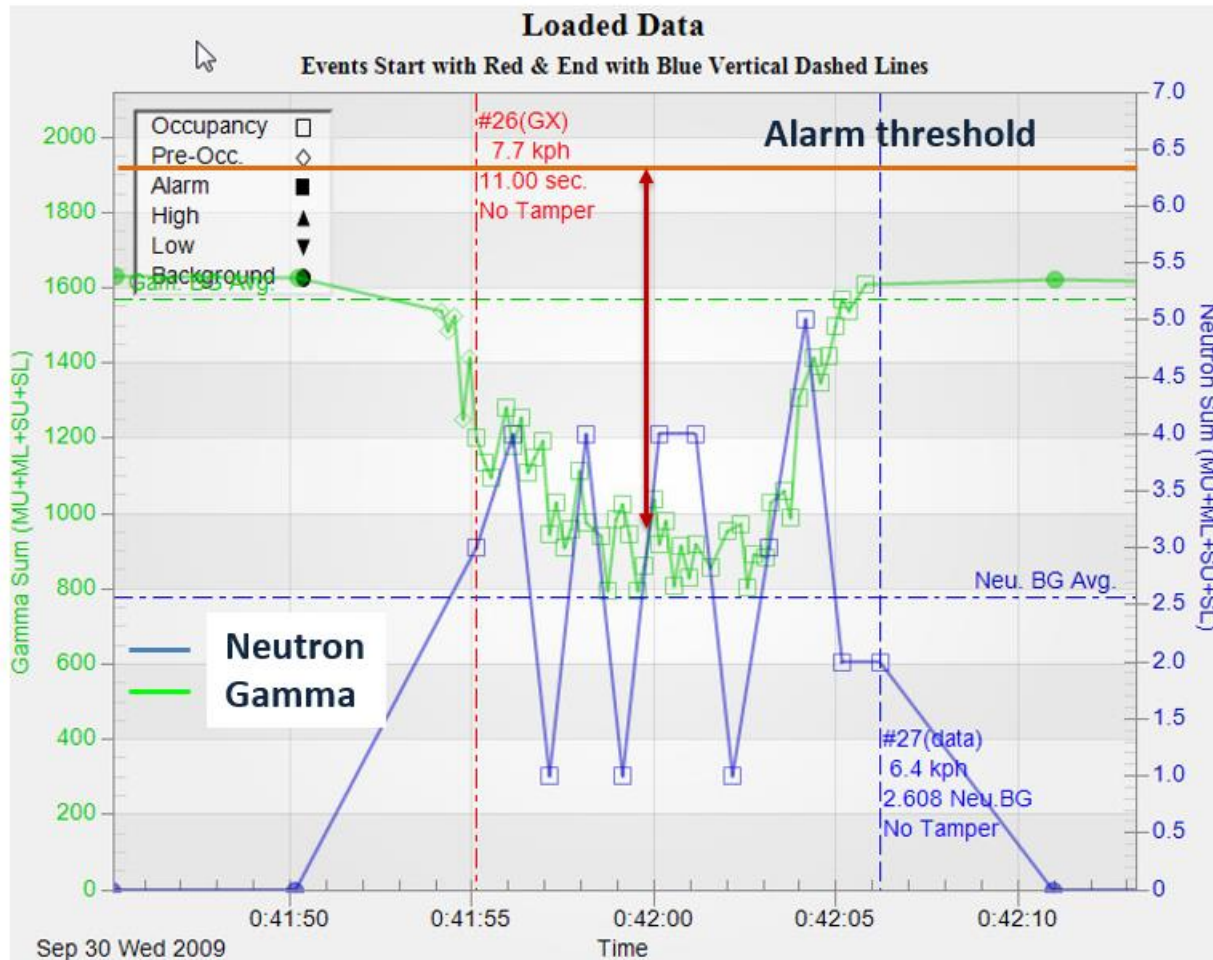 Loaded Data
Events Start with Red & End with Blue Vertical Dashed Lines
Occupancy
Pre-Occ.
Alarm
High
Low
Background
#26(GX)
7.7 kph
11.00 sec.
No Tamper
Alarm threshold
Gam. BG Avg.
Neu. BG Avg.
Neutron
Gamma
#27(data)
6.4 kph
2.608 Neu.BG
No Tamper
Gamma Sum (MU+ML+SU+SL)
2000
1800
1600
1400
1200
1000
800
600
400
200
0
7.0
6.5
6.0
5.5
5.0
4.5
4.0
3.5
3.0
2.5
2.0
1.5
1.0
0.5
0
Neutron Sum (MU+ML+SU+SL)
0:41:50 0:41:55 0:42:00 0:42:05 0:42:10
Sep 30 Wed 2009
Time